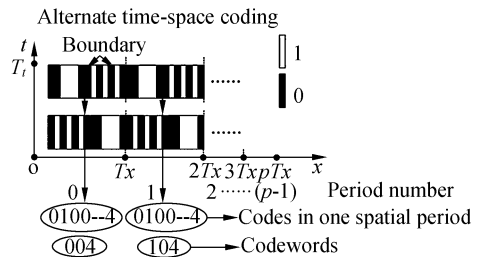 Alternate time-space coding
Boundary
t
T_t
1
0
......
......
o
Tx
2Tx 3Tx pTx
x
0
1
2 ......(p-1)
Period number
0100--4
0100--4
Codes in one spatial period
004
104
Codewords